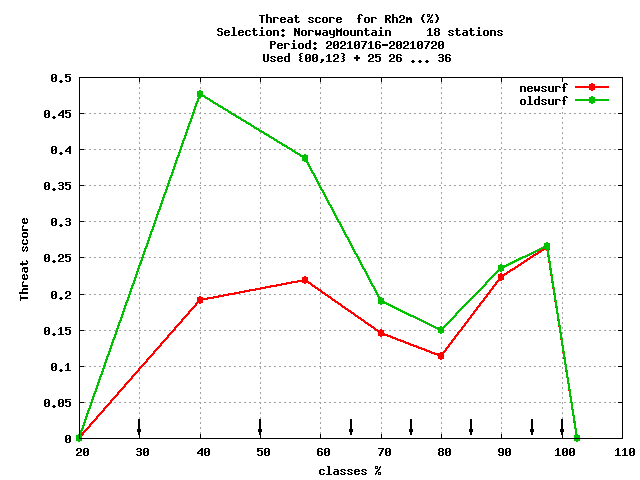 Threat score  for Rh2m (%)
Selection: NorwayMountain     18 stations
Period: 20210716-20210720
Used {00,12} + 25 26 ... 36
newsurf
oldsurf
0.5
0.45
0.4
0.35
0.3
0.25
0.2
0.15
0.1
0.05
0
Threat score
20 30 40 50 60 70 80 90 100 110
classes %